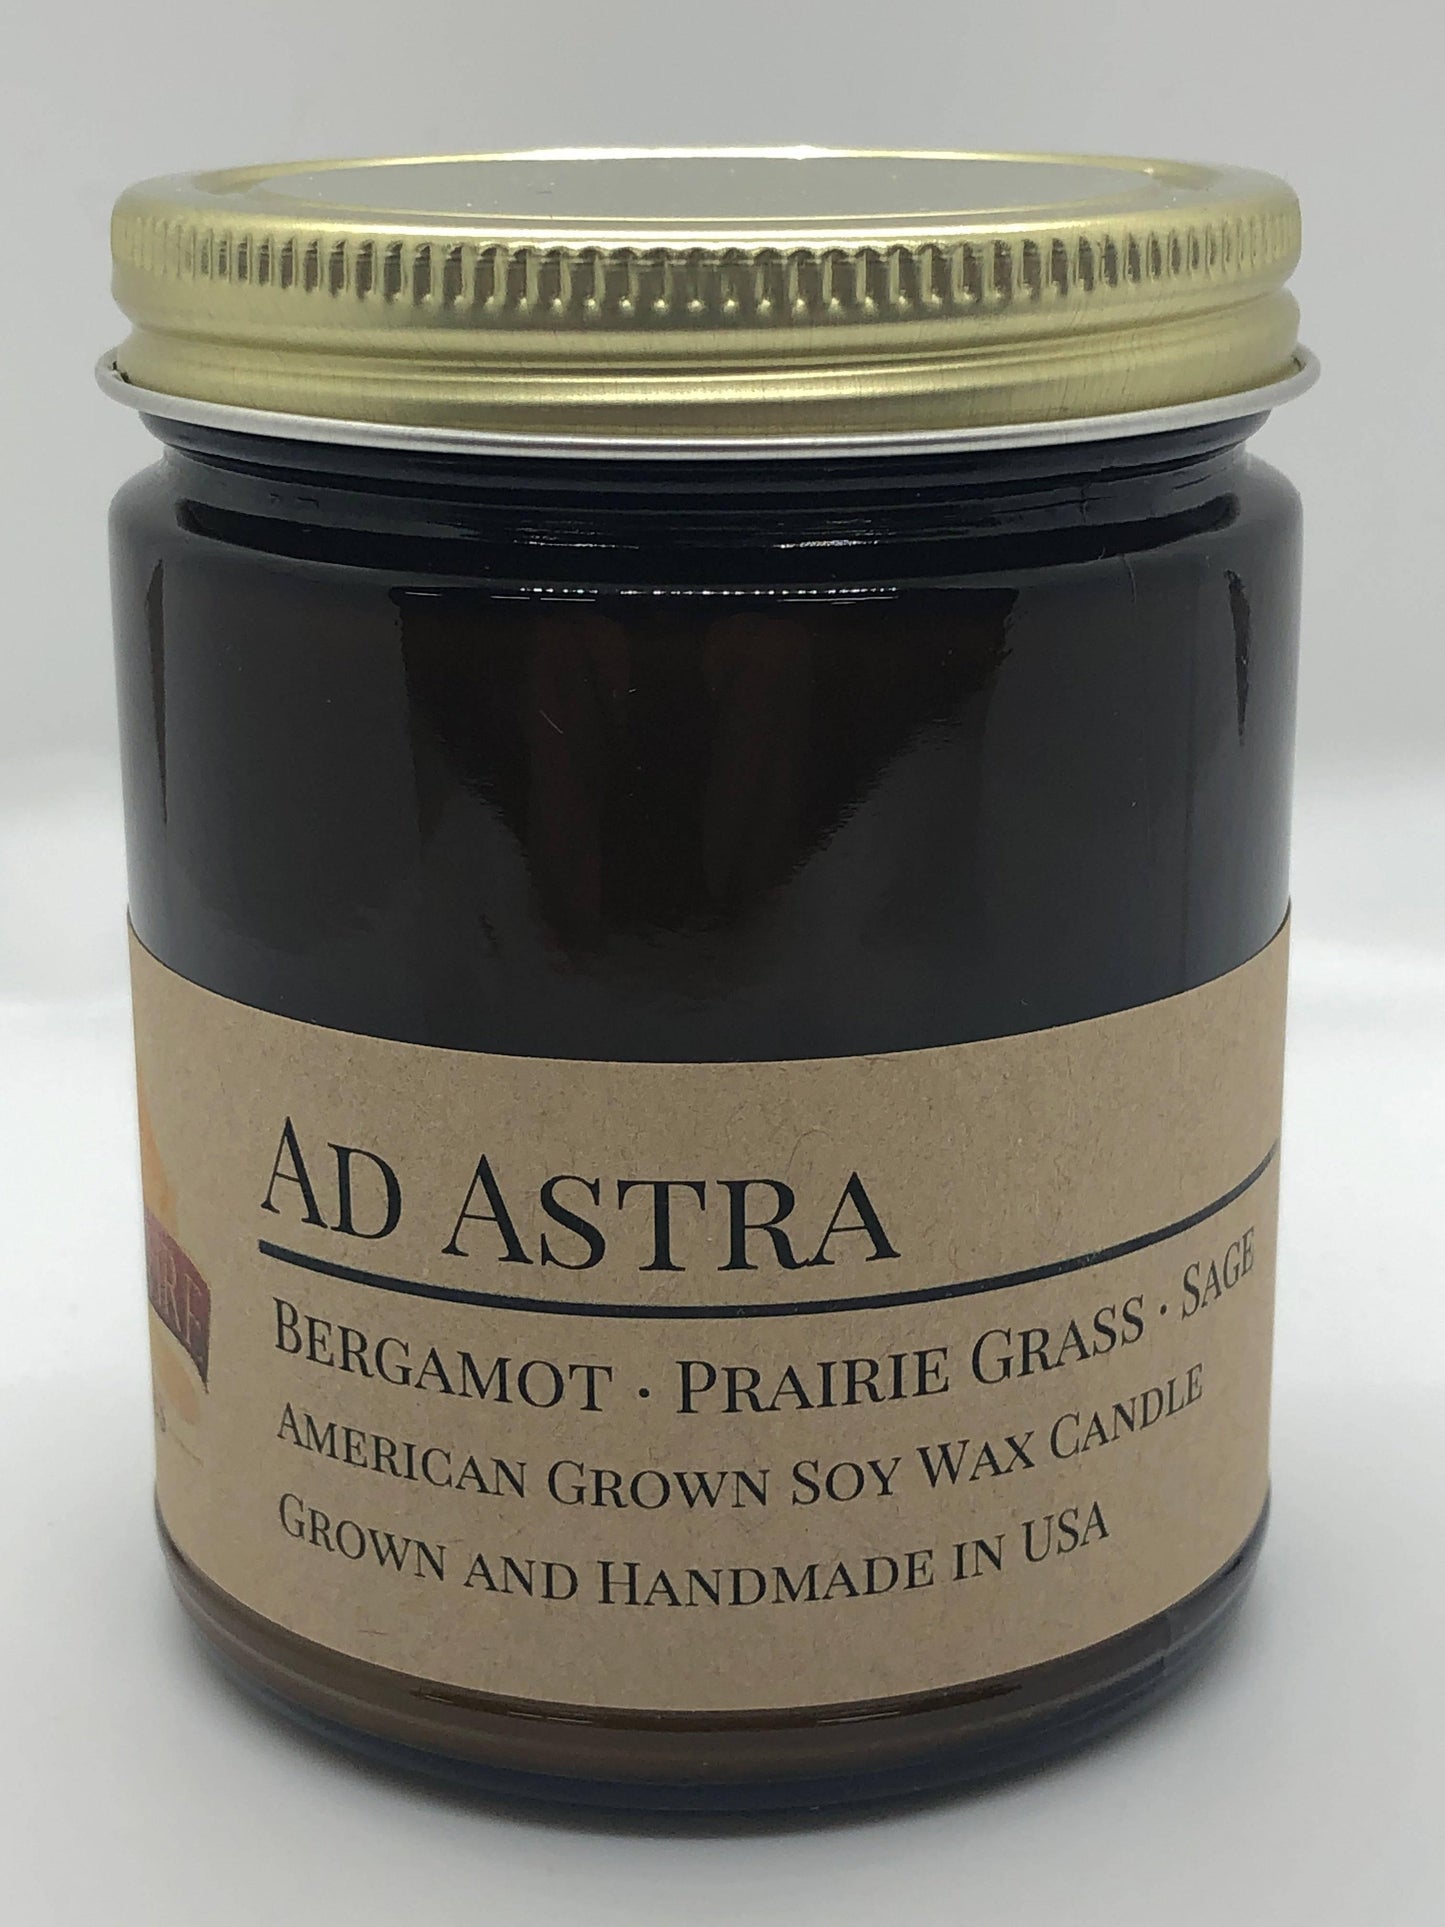 Ad Astra
Bergamot · Prairie Grass · Sage
American Grown Soy Wax Candle
Grown and Handmade in USA